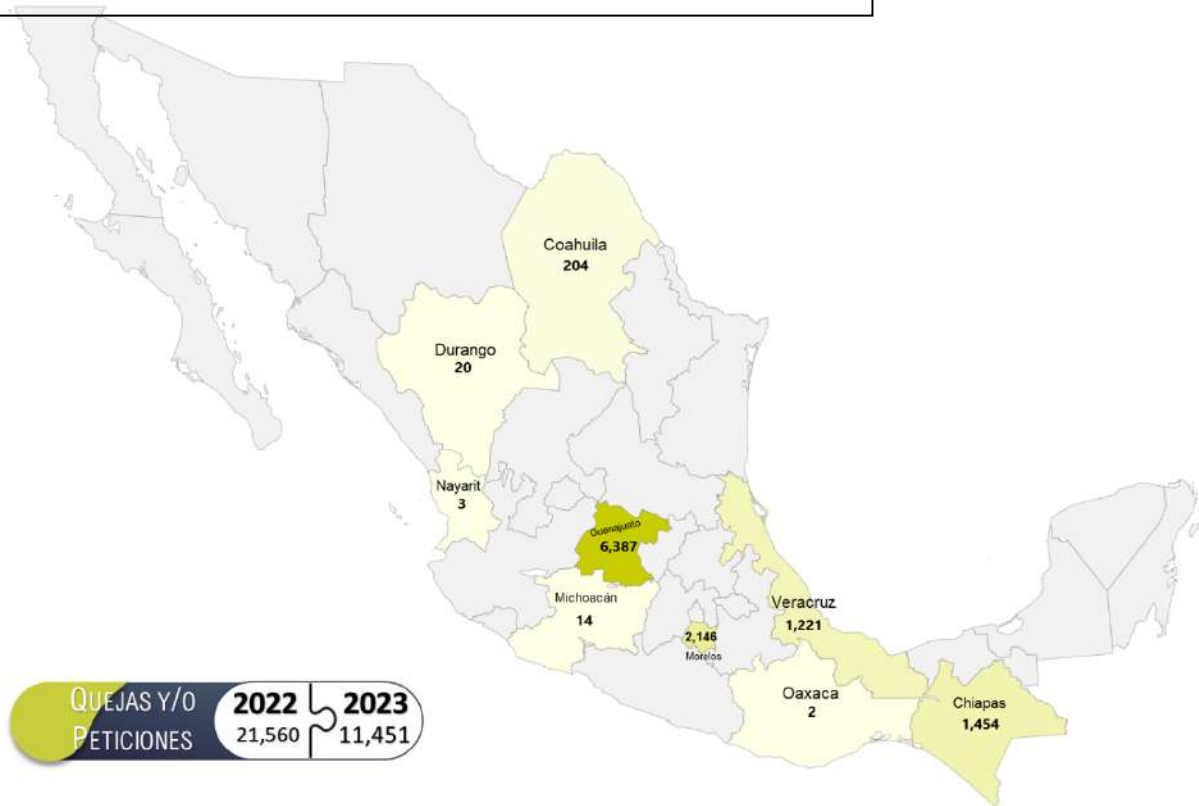 Coahuila
204
Durango
20
Nayarit
3
Guanajuato
6,387
Michoacán
14
Veracruz
1,221
2,146
Morelos
Oaxaca
2
Chiapas
1,454
QUEJAS Y/O
PETICIONES
2022
21,560
2023
11,451